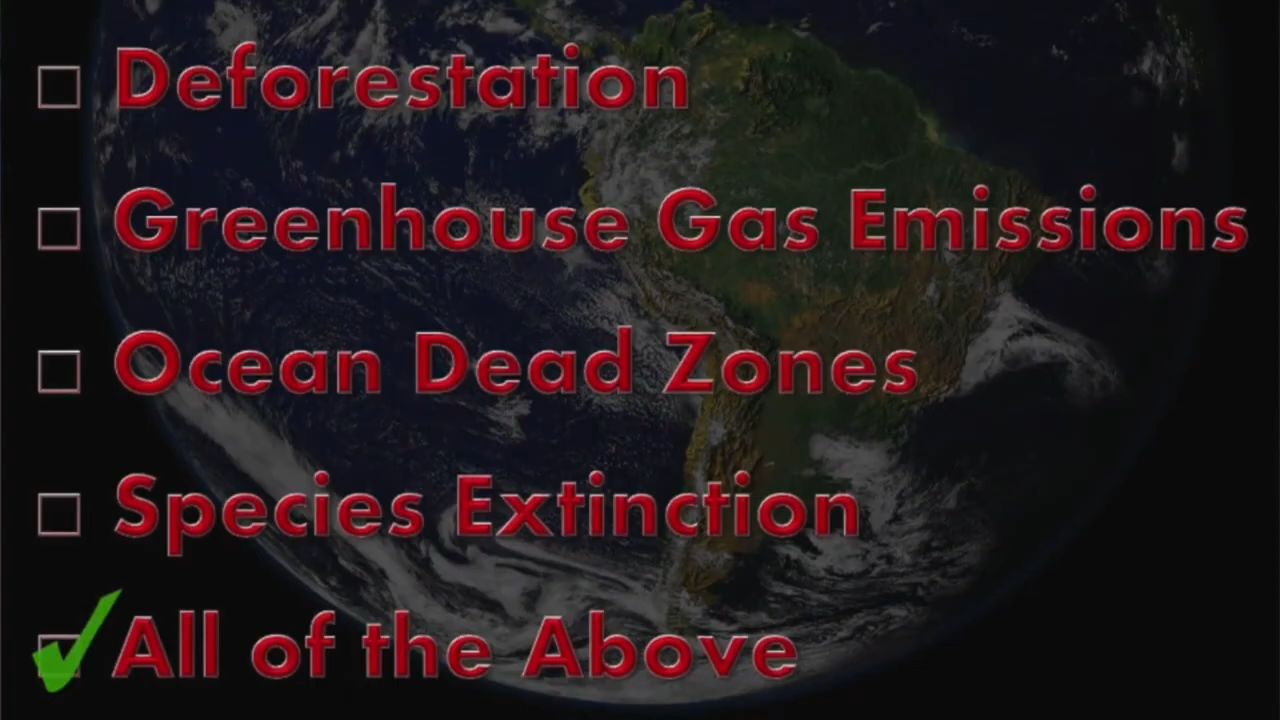 Deforestation
Greenhouse Gas Emissions
Ocean Dead Zones
Species Extinction
All of the Above